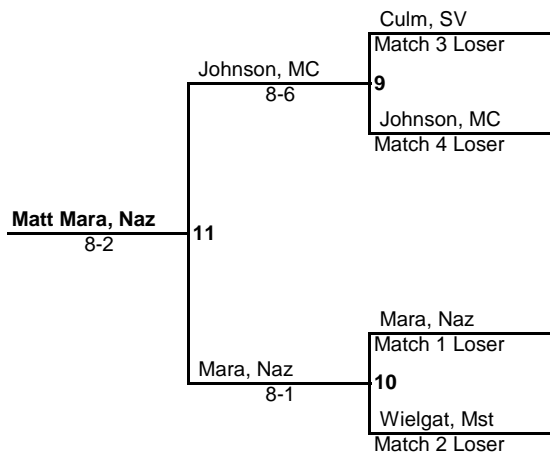 Culm, SV
Match 3 Loser
Johnson, MC
9
8-6
Johnson, MC
Match 4 Loser
Matt Mara, Naz
11
8-2
Mara, Naz
Match 1 Loser
Mara, Naz
10
8-1
Wielgat, Mst
Match 2 Loser